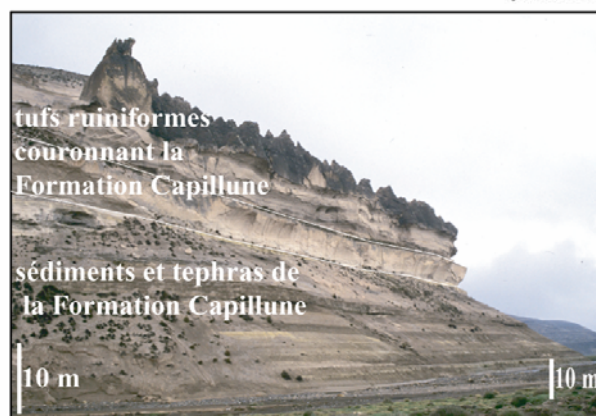 tufs ruiniformes
couronnant la
Formation Capillune
sédiments et tephras de
la Formation Capillune
10 m
10 m